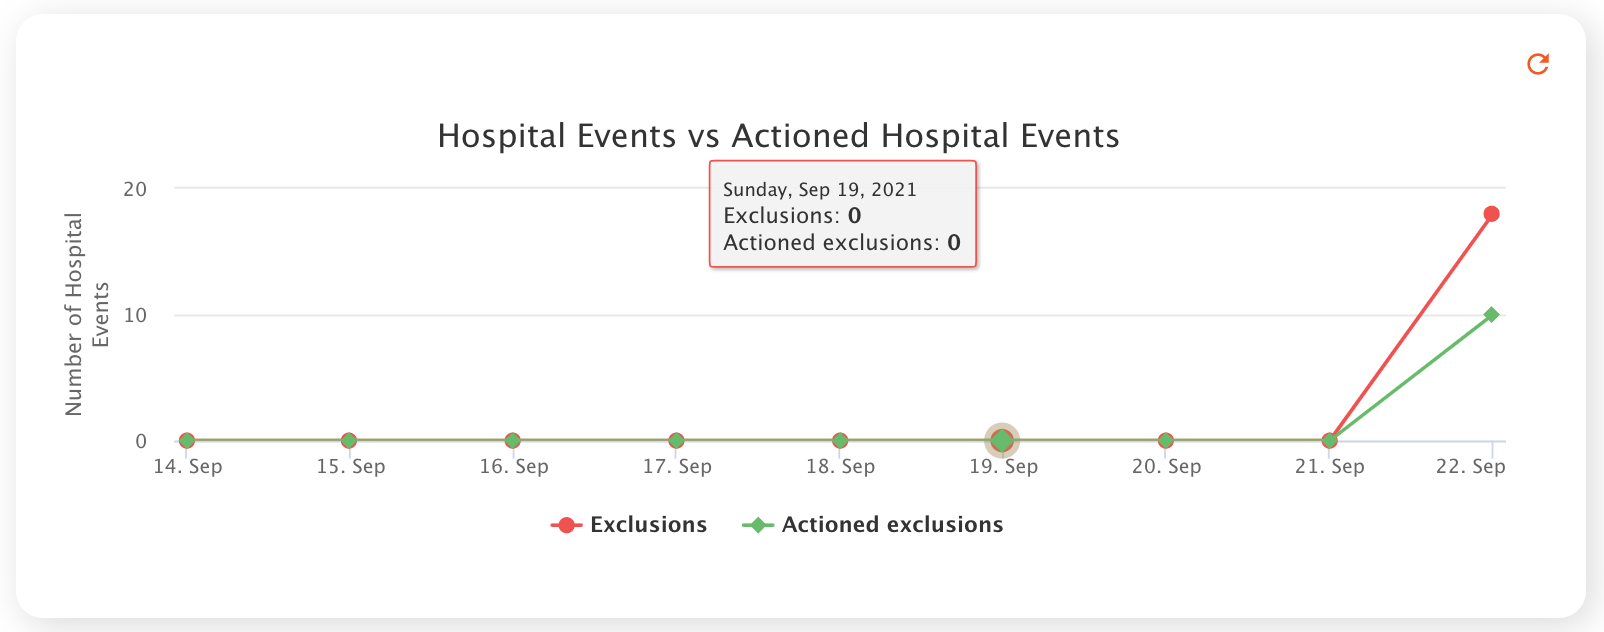 Hospital Events vs Actioned Hospital Events
Sunday, Sep 19, 2021
Exclusions: 0
Actioned exclusions: 0
Number of Hospital
Events
20
10
0
14. Sep
15. Sep
16. Sep
17. Sep
18. Sep
19. Sep
20. Sep
21. Sep
22. Sep
Exclusions
Actioned exclusions